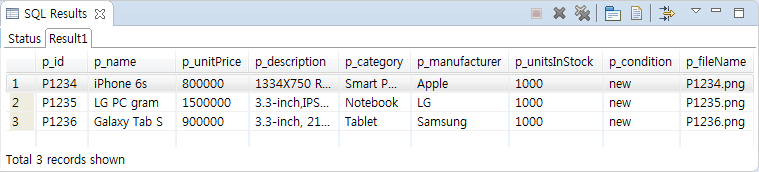 SQL Results
Status Result1
p_id p_name p_unitPrice p_description p_category p_manufacturer p_unitsInStock p_condition p_fileName
1 P1234 iPhone 6s 800000 1334X750 R... Smart P... Apple 1000 new P1234.png
2 P1235 LG PC gram 1500000 3.3-inch,IPS... Notebook LG 1000 new P1235.png
3 P1236 Galaxy Tab S 900000 3.3-inch, 21... Tablet Samsung 1000 new P1236.png
Total 3 records shown